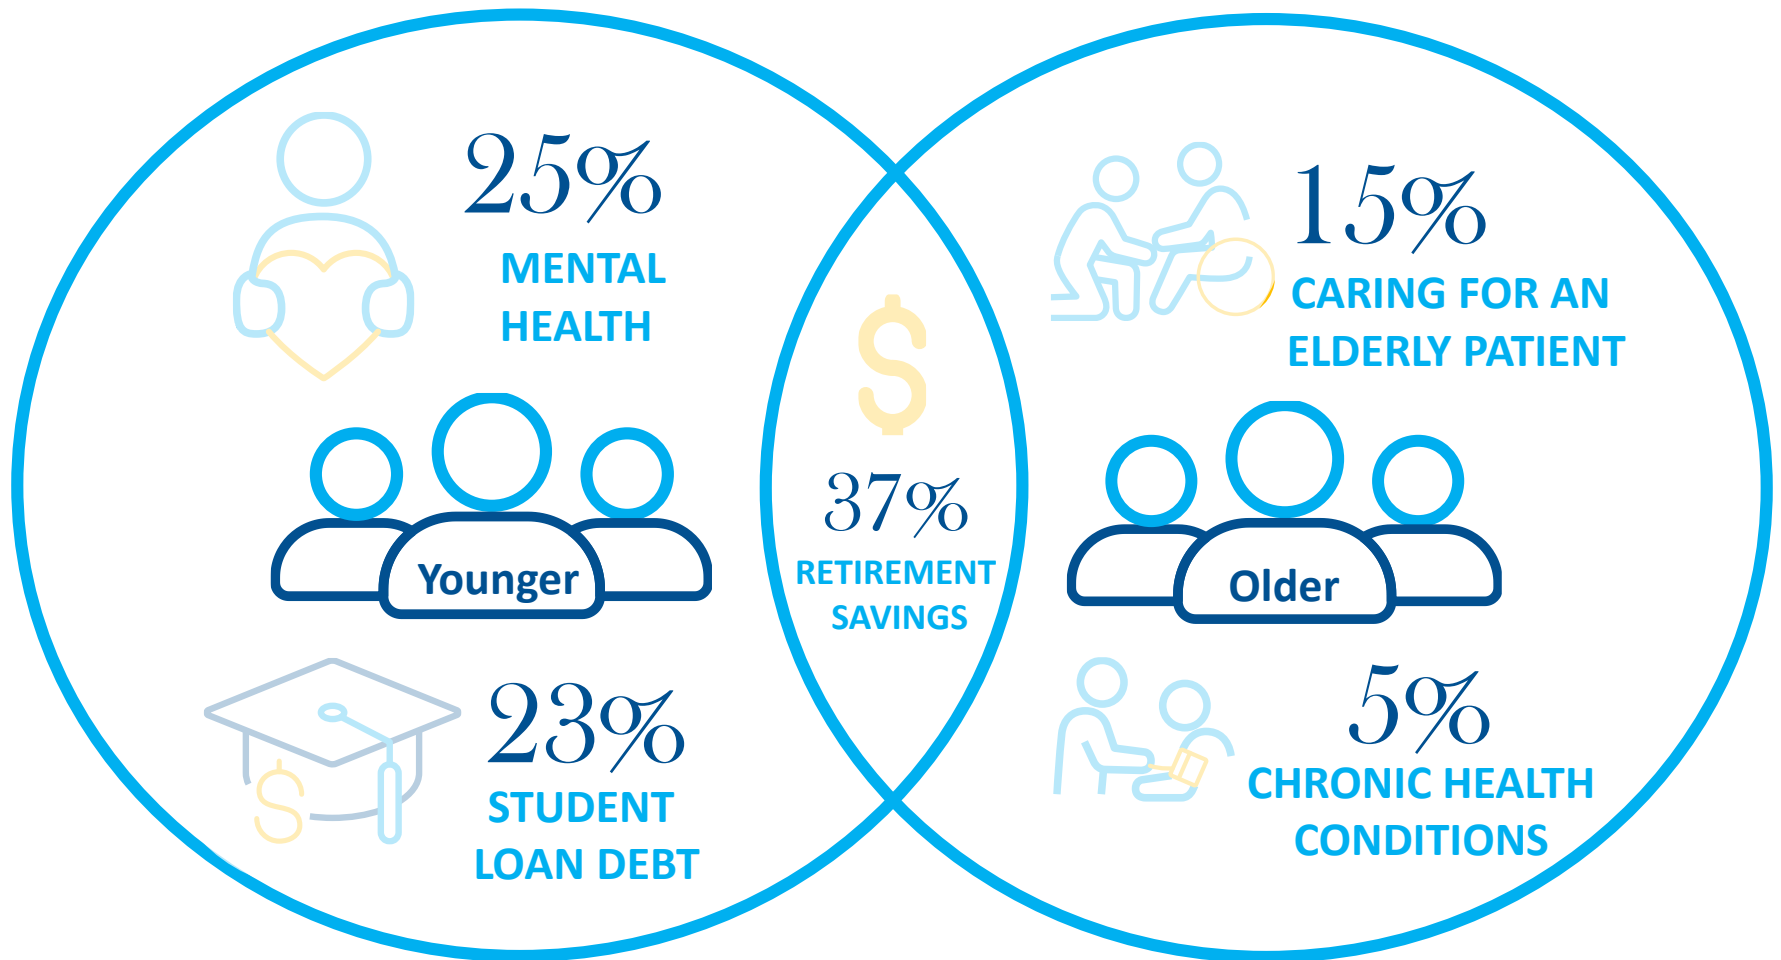 25%
MENTAL
HEALTH
Younger
23%
STUDENT
LOAN DEBT
37%
RETIREMENT
SAVINGS
15%
CARING FOR AN
ELDERLY PATIENT
Older
5%
CHRONIC HEALTH
CONDITIONS